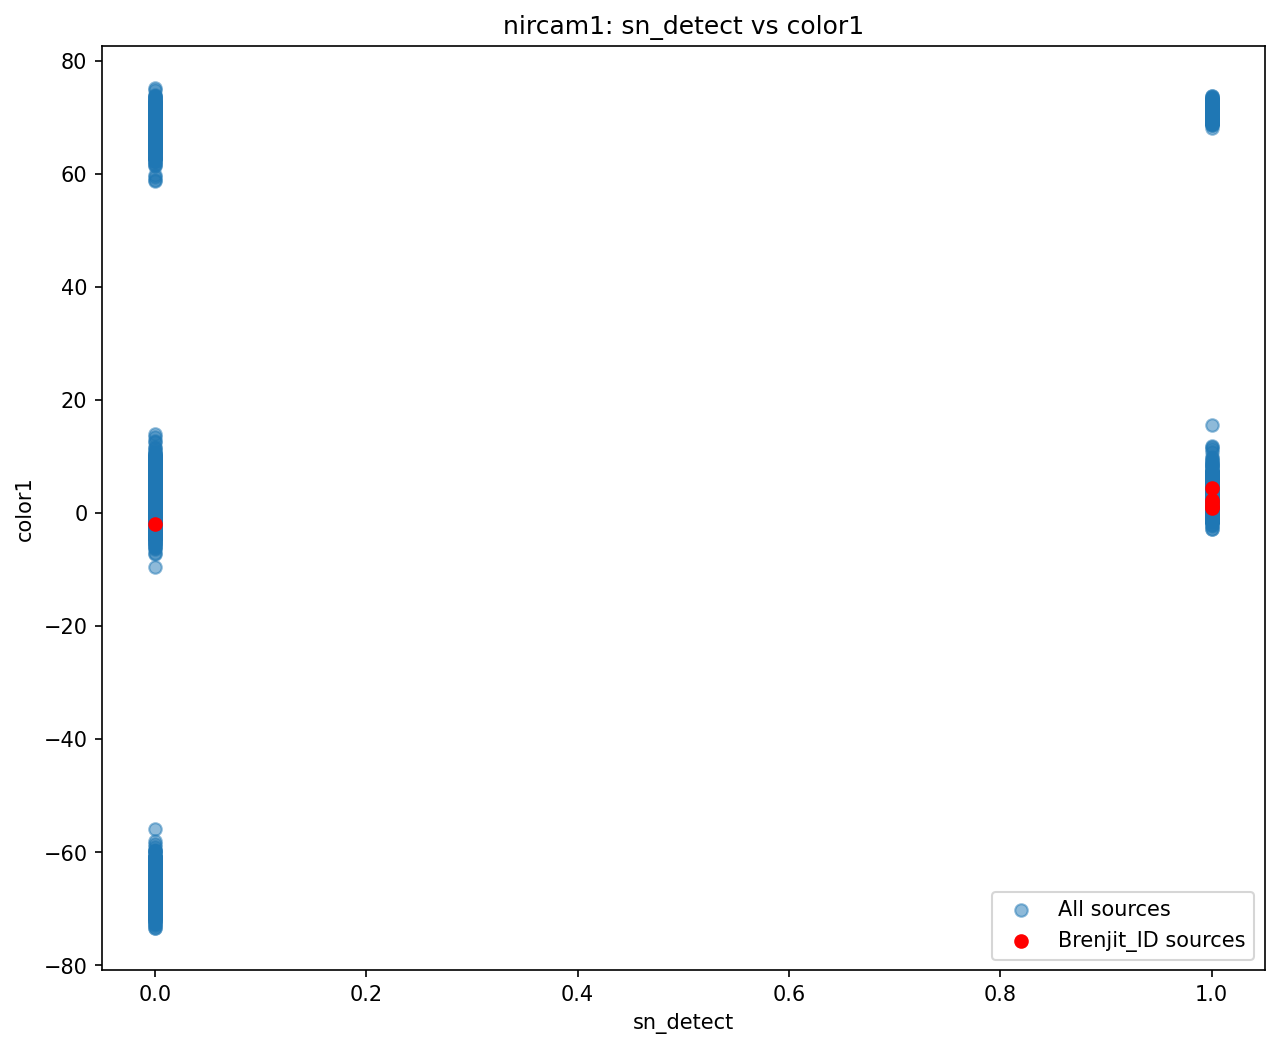 nircam1: sn_detect vs color1
80
60
40
20
0
−20
−40
−60
−80
color1
0.0 0.2 0.4 0.6 0.8 1.0
sn_detect
All sources
Brenjit_ID sources